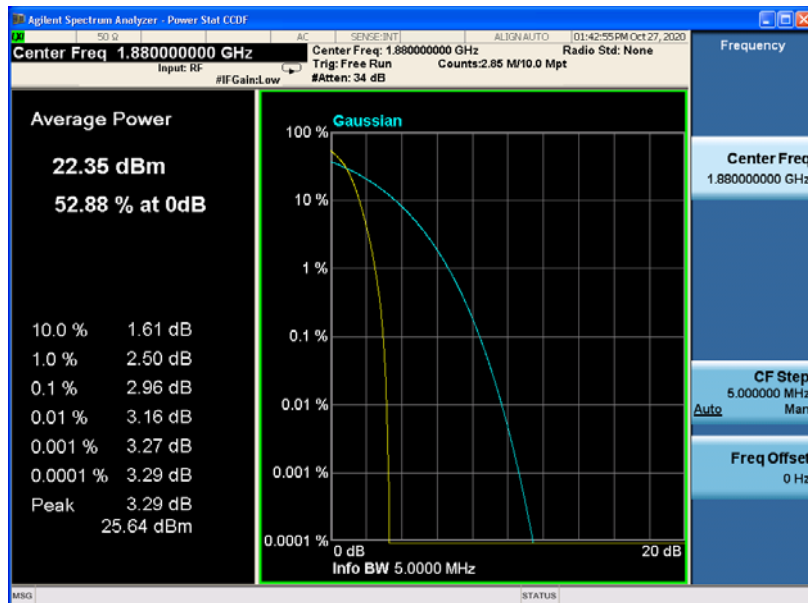 Agilent Spectrum Analyzer - Power Stat CCDF
50 Ω AC SENSE:INT ALIGN AUTO 01:42:55 PM Oct 27, 2020
Center Freq 1.880000000 GHz
Input: RF
#IFGain:Low
Center Freq: 1.880000000 GHz Radio Std: None
Trig: Free Run Counts:2.85 M/10.0 Mpt
#Atten: 34 dB
Frequency
Average Power
22.35 dBm
52.88 % at 0dB
10.0 % 1.61 dB
1.0 % 2.50 dB
0.1 % 2.96 dB
0.01 % 3.16 dB
0.001 % 3.27 dB
0.0001 % 3.29 dB
Peak 3.29 dB
25.64 dBm
Gaussian
100 %
10 %
1 %
0.1 %
0.01 %
0.001 %
0.0001 %
0 dB 20 dB
Info BW 5.0000 MHz
Center Freq
1.880000000 GHz
CF Step
5.000000 MHz
Auto Man
Freq Offset
0 Hz
MSG STATUS